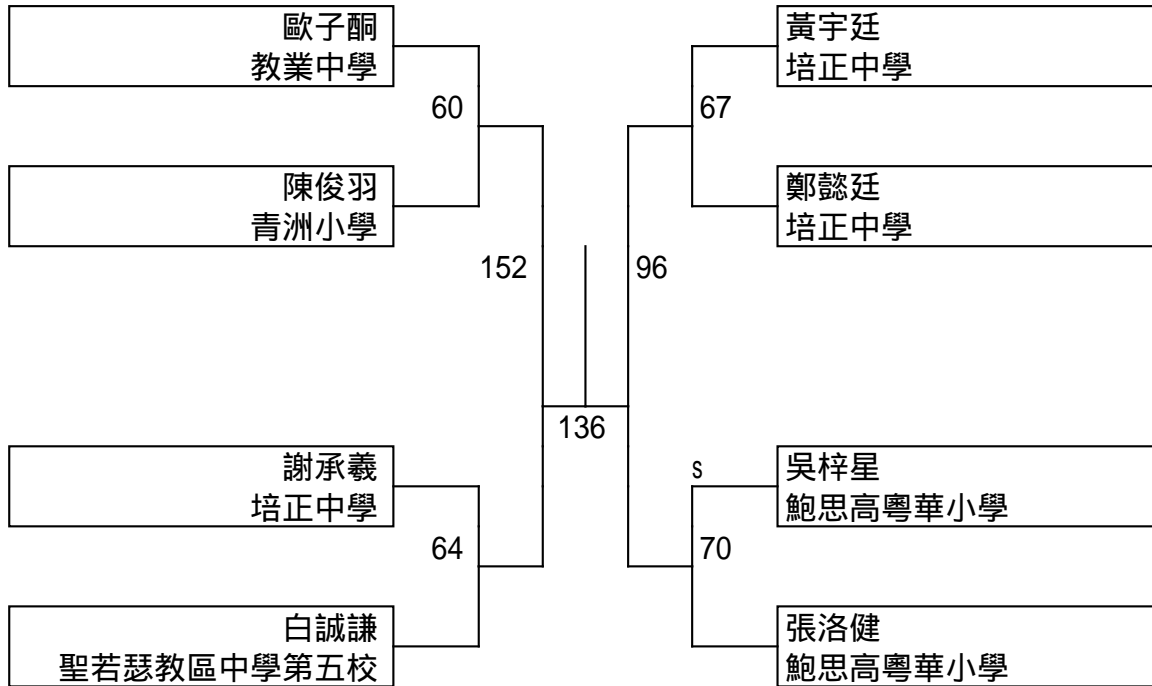 歐子酮
教業中學
60
陳俊羽
青洲小學
152
謝承羲
培正中學
64
白誠謙
聖若瑟教區中學第五校
136
黃宇廷
培正中學
67
鄭懿廷
培正中學
96
s
吳梓星
鮑思高粵華小學
70
張洛健
鮑思高粵華小學